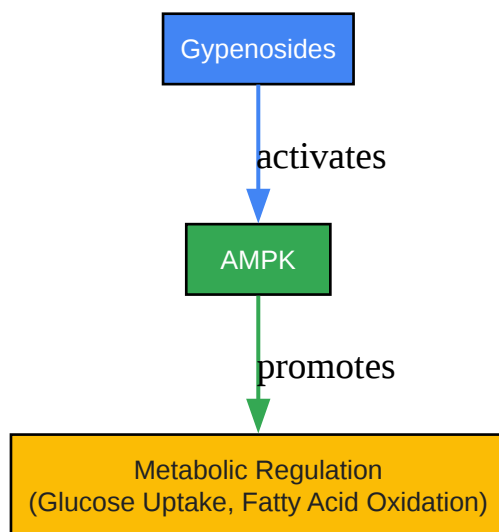 Gypenosides
activates
AMPK
promotes
Metabolic Regulation
(Glucose Uptake, Fatty Acid Oxidation)